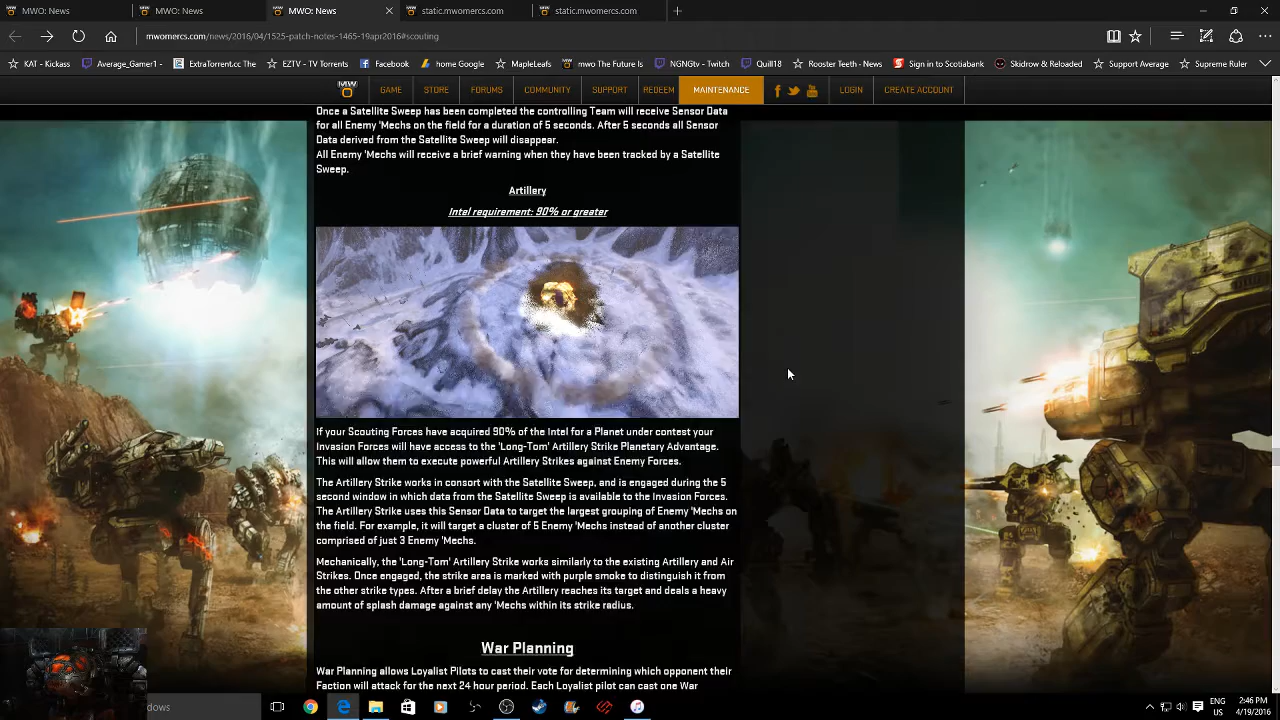 MWO: News
MWO: News
MWO: News
static.mwomercs.com
static.mwomercs.com
mwomercs.com/news/2016/04/1525-patch-notes-1465-19apr2016#scouting
KAT - Kickass
Average_Gamer1 -
ExtraTorrent.cc The
EZTV - TV Torrents
Facebook
home Google
MapleLeafs
mwo The Future Is
Quill18
NGNGtv - Twitch
Rooster Teeth - News
Sign in to Scotiabank
Skidrow & Reloaded
Support Average
Supreme Ruler
MW
GAME
STORE
FORUMS
COMMUNITY
SUPPORT
REDEEM
MAINTENANCE
LOGIN
CREATE ACCOUNT
Once a Satellite Sweep has been completed the controlling Team will receive Sensor Data
for all Enemy 'Mechs on the field for a duration of 5 seconds. After 5 seconds all Sensor
Data derived from the Satellite Sweep will disappear.
All Enemy 'Mechs will receive a brief warning when they have been tracked by a Satellite
Sweep.
Artillery
Intel requirement: 90% or greater
If your Scouting Forces have acquired 90% of the Intel for a Planet under contest your
Invasion Forces will have access to the 'Long-Tom' Artillery Strike Planetary Advantage.
This will allow them to execute powerful Artillery Strikes against Enemy Forces.
The Artillery Strike works in consort with the Satellite Sweep, and is engaged during the 5
second window in which data from the Satellite Sweep is available to the Invasion Forces.
The Artillery Strike uses this Sensor Data to target the largest grouping of Enemy 'Mechs on
the field. For example, it will target a cluster of 5 Enemy 'Mechs instead of another cluster
comprised of just 3 Enemy 'Mechs.
Mechanically, the 'Long-Tom' Artillery Strike works similarly to the existing Artillery and Air
Strikes. Once engaged, the strike area is marked with purple smoke to distinguish it from
the other strike types. After a brief delay the Artillery reaches its target and deals a heavy
amount of splash damage against any 'Mechs within its strike radius.
War Planning
War Planning allows Loyalist Pilots to cast their vote for determining which opponent their
Faction will attack for the next 24 hour period. Each Loyalist pilot can cast one War
dows
ENG
US
2:46 PM
4/19/2016